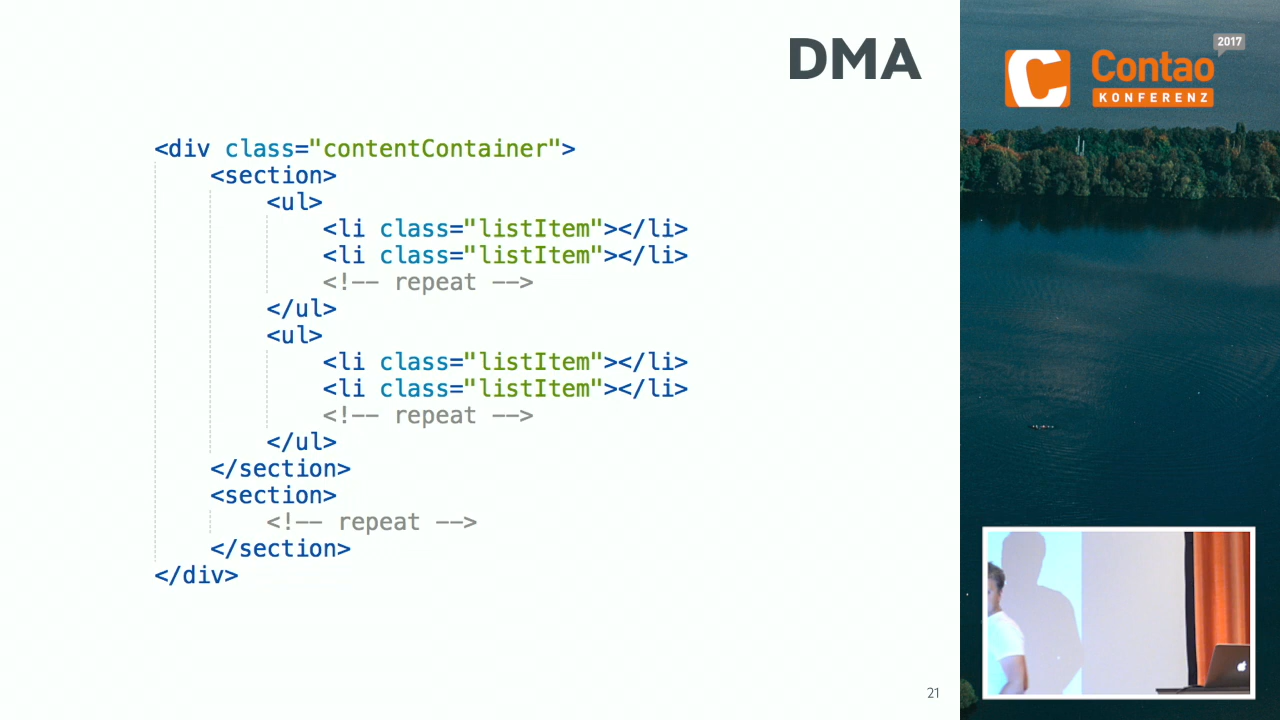 DMA
<div class="contentContainer">
    <section>
        <ul>
            <li class="listItem"></li>
            <li class="listItem"></li>
            <!-- repeat -->
        </ul>
        <ul>
            <li class="listItem"></li>
            <li class="listItem"></li>
            <!-- repeat -->
        </ul>
    </section>
    <section>
        <!-- repeat -->
    </section>
</div>
21
2017
Contao
KONFERENZ